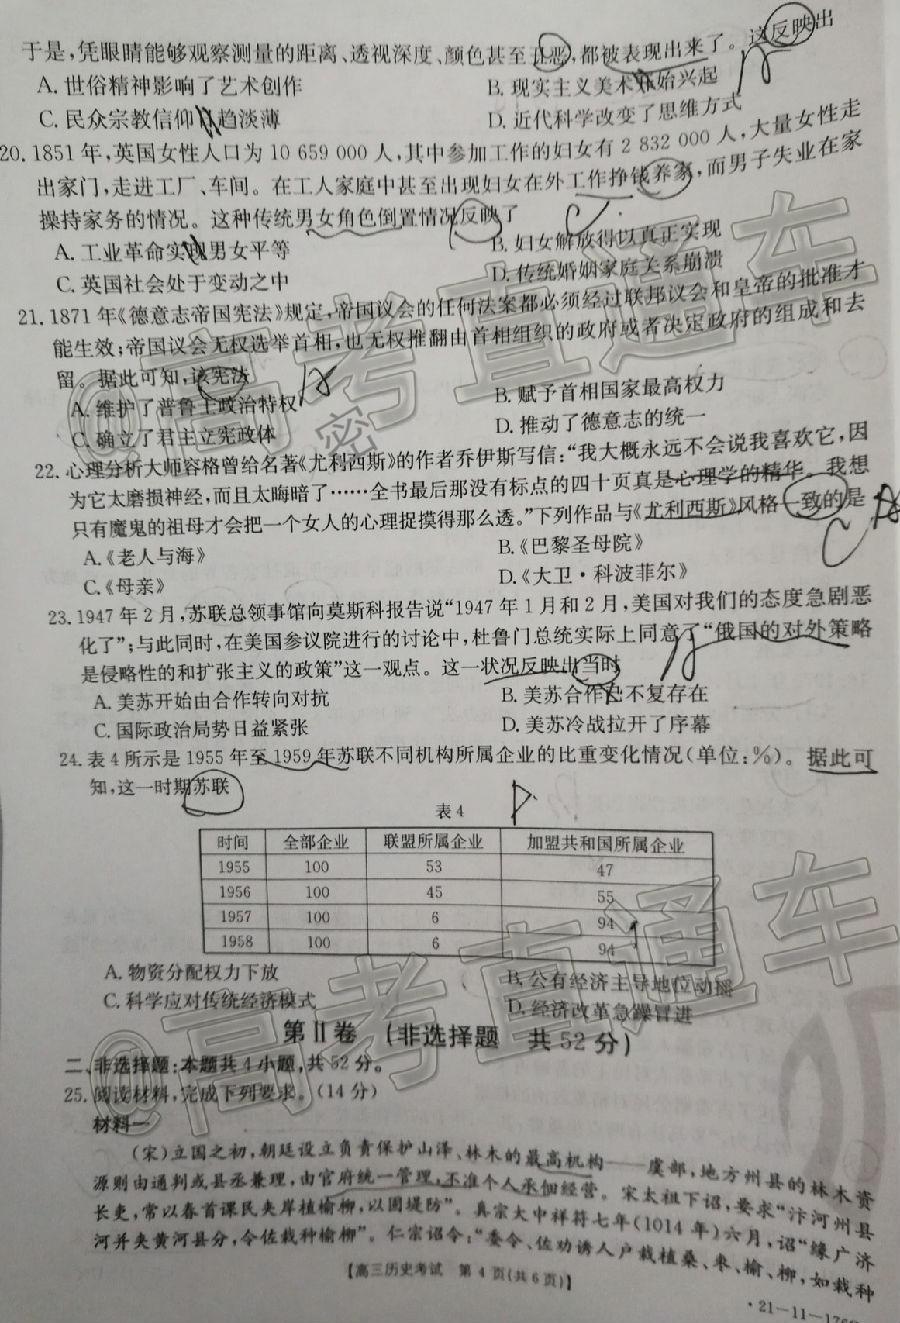 于是,凭眼睛能够观察测量的距离、透视深度、颜色甚至丑恶,都被表现出来了。这反映出
A. 世俗精神影响了艺术创作
B. 现实主义美术开始兴起
C. 民众宗教信仰日趋淡薄
D. 近代科学改变了思维方式
20. 1851年,英国女性人口为10 659 000人,其中参加工作的妇女有2 832 000人,大量女性走
出家门,走进工厂、车间。在工人家庭中甚至出现妇女在外工作挣钱养家,而男子失业在家
操持家务的情况。这种传统男女角色倒置情况反映了
A. 工业革命实现男女平等
B. 妇女解放得以真正实现
C. 英国社会处于变动之中
D. 传统婚姻家庭关系崩溃
21. 1871年《德意志帝国宪法》规定,帝国议会的任何法案都必须经过联邦议会和皇帝的批准才
能生效;帝国议会无权选举首相,也无权推翻由首相组织的政府或者决定政府的组成和去
留。据此可知,该宪法
A. 维护了普鲁士政治特权
B. 赋予首相国家最高权力
C. 确立了君主立宪政体
D. 推动了德意志的统一
密
22. 心理分析大师容格曾给名著《尤利西斯》的作者乔伊斯写信:“我大概永远不会说我喜欢它,因
为它太磨损神经,而且太晦暗了……全书最后那没有标点的四十页真是心理学的精华。我想
只有魔鬼的祖母才会把一个女人的心理捉摸得那么透。”下列作品与《尤利西斯》风格一致的是
A.《老人与海》
B.《巴黎圣母院》
C.《母亲》
D.《大卫·科波菲尔》
23. 1947年2月,苏联总领事馆向莫斯科报告说“1947年1月和2月,美国对我们的态度急剧恶
化了”;与此同时,在美国参议院进行的讨论中,杜鲁门总统实际上同意了“俄国的对外策略
是侵略性的和扩张主义的政策”这一观点。这一状况反映出当时
A. 美苏开始由合作转向对抗
B. 美苏合作已不复存在
C. 国际政治局势日益紧张
D. 美苏冷战拉开了序幕
24. 表4所示是1955年至1959年苏联不同机构所属企业的比重变化情况(单位:%)。据此可
知,这一时期苏联
表4
时间 全部企业 联盟所属企业 加盟共和国所属企业
1955 100 53 47
1956 100 45 55
1957 100 6 94
1958 100 6 94
A. 物资分配权力下放
B. 公有经济主导地位动摇
C. 科学应对传统经济模式
D. 经济改革急躁冒进
第Ⅱ卷 (非选择题 共52分)
二、非选择题:本题共4小题,共52分。
25. 阅读材料,完成下列要求。(14分)
材料一
(宋)立国之初,朝廷设立负责保护山泽、林木的最高机构——虞部,地方州县的林木资
源则由通判或县丞兼理,由官府统一管理,不准个人承佃经营。宋太祖下诏,要求“汴河州县
长吏,常以春首课民夹岸植榆柳,以固堤防”。真宗大中祥符七年(1014年)六月,诏“缘广济
河并夹黄河县分,令佐栽种榆柳”。仁宗诏令:“委令、佐劝诱人户栽植桑、枣、榆、柳,如栽种
【高三历史考试 第4页(共6页)】
·21-11-176
@高考直通车
@高考直通车